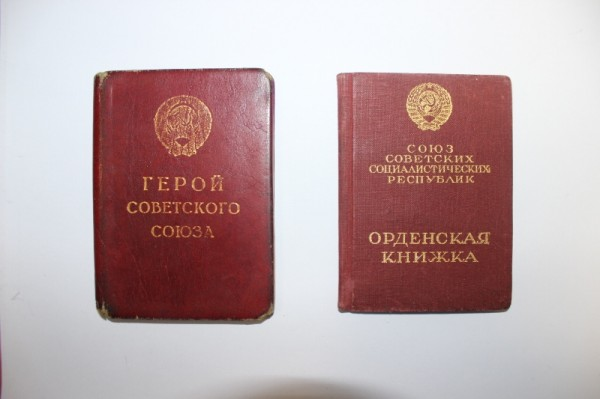 ГЕРОЙ
СОВЕТСКОГО
СОЮЗА
СОЮЗ
СОВЕТСКИХ
СОЦИАЛИСТИЧЕСКИХ
РЕСПУБЛИК
ОРДЕНСКАЯ
КНИЖКА